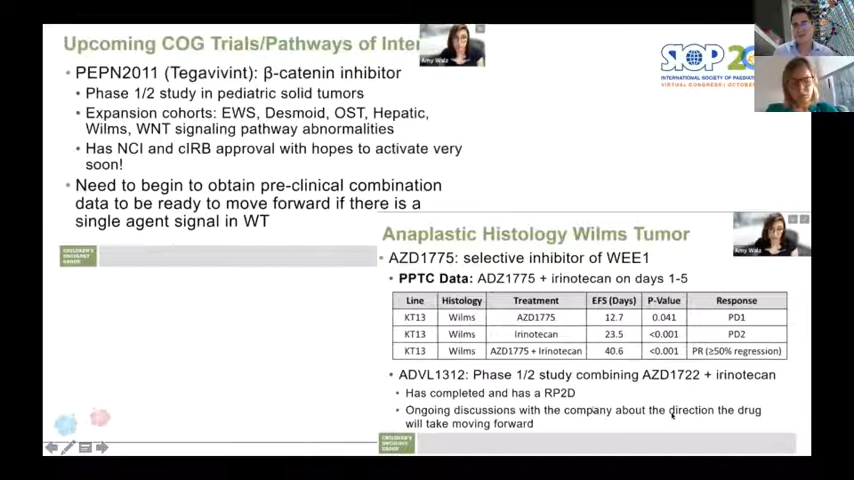 Upcoming COG Trials/Pathways of Inter
Amy Walz
• PEPN2011 (Tegavivint): β-catenin inhibitor
• Phase 1/2 study in pediatric solid tumors
• Expansion cohorts: EWS, Desmoid, OST, Hepatic,
Wilms, WNT signaling pathway abnormalities
• Has NCI and cIRB approval with hopes to activate very
soon!
• Need to begin to obtain pre-clinical combination
data to be ready to move forward if there is a
single agent signal in WT
CHILDREN'S
ONCOLOGY
GROUP
SIOP 20
INTERNATIONAL SOCIETY OF PAEDIA
VIRTUAL CONGRESS | OCTOBER
Anaplastic Histology Wilms Tumor
Amy Walz
• AZD1775: selective inhibitor of WEE1
• PPTC Data: ADZ1775 + irinotecan on days 1-5
Line Histology Treatment EFS (Days) P-Value Response
KT13 Wilms AZD1775 12.7 0.041 PD1
KT13 Wilms Irinotecan 23.5 <0.001 PD2
KT13 Wilms AZD1775 + Irinotecan 40.6 <0.001 PR (≥50% regression)
• ADVL1312: Phase 1/2 study combining AZD1722 + irinotecan
• Has completed and has a RP2D
• Ongoing discussions with the company about the direction the drug
will take moving forward
CHILDREN'S
ONCOLOGY
GROUP